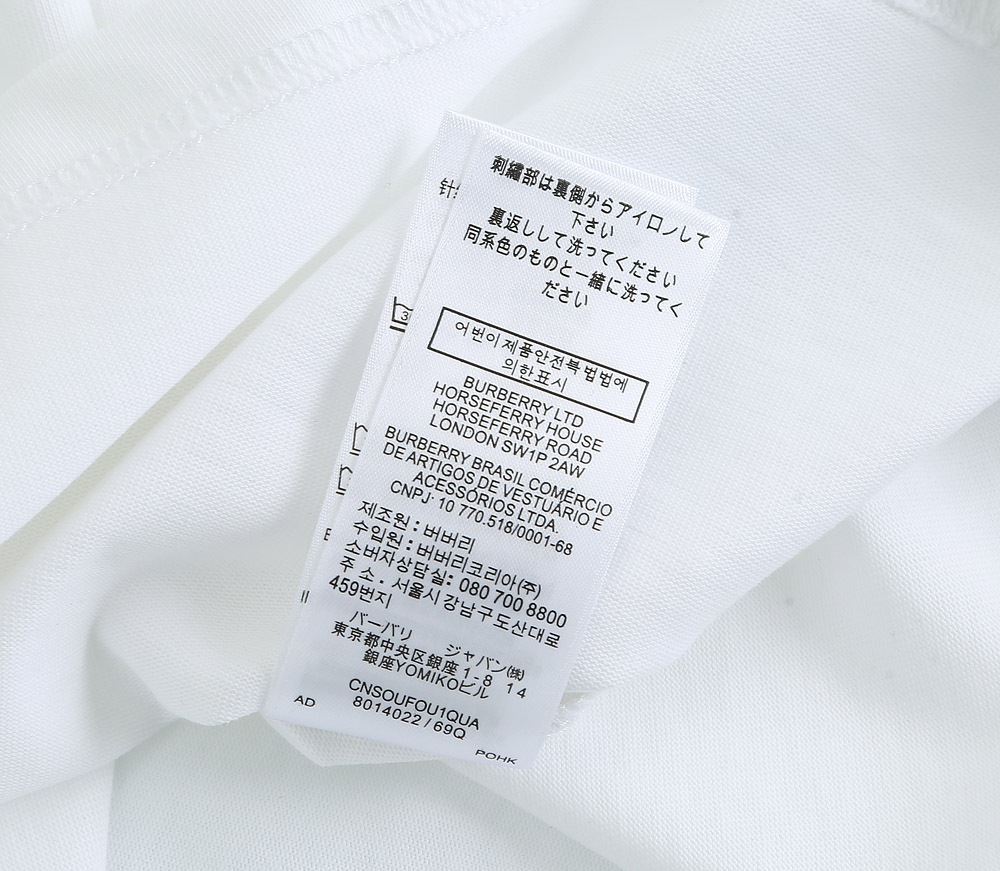 刺繍部は裏側からアイロンして
下さい
裏返しして洗ってください
同系色のものと一緒に洗ってく
ださい
어번이제품안전특법법에
의한표시
BURBERRY LTD
HORSEFERRY HOUSE
HORSEFERRY ROAD
LONDON SW1P 2AW
BURBERRY BRASIL COMÉRCIO
DE ARTIGOS DE VESTUÁRIO E
ACESSÓRIOS LTDA.
CNPJ· 10 770.518/0001-68
제조원 : 버버리
수입원 : 버버리코리아(주)
소버자상담실: 080 700 8800
주 소 . 서울시 강남구도산대로
459번지
バーバリ ジャバン㈱
東京都中央区銀座 1-8 14
銀座YOMIKOビル
CNSOUFOU1QUA
8014022 / 69Q
AD
POHK
针
3